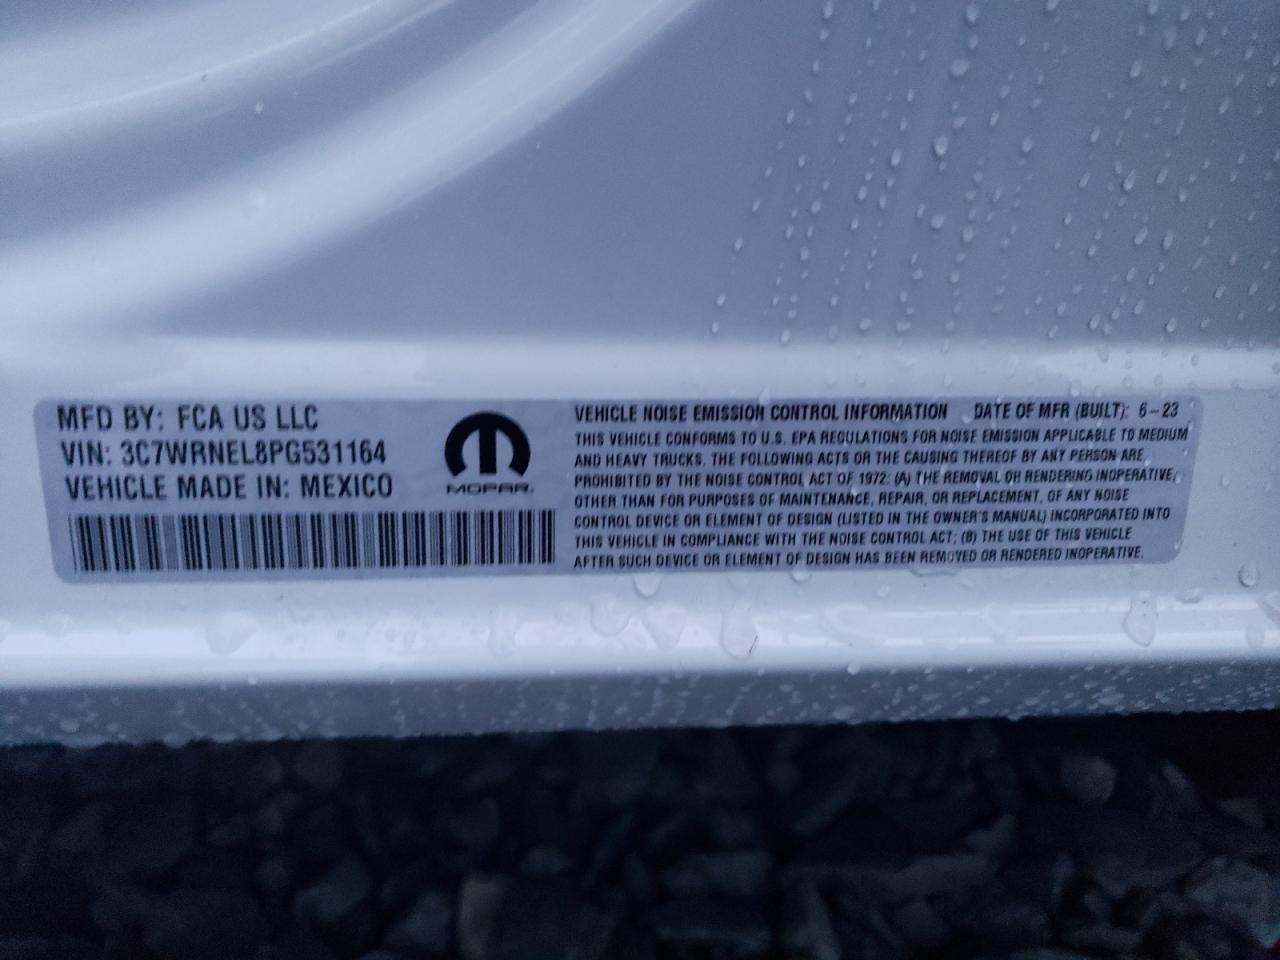 MFD BY: FCA US LLC
VIN: 3C7WRNEL8PG531164
VEHICLE MADE IN: MEXICO
MOPAR
VEHICLE NOISE EMISSION CONTROL INFORMATION DATE OF MFR (BUILT): 6-23
THIS VEHICLE CONFORMS TO U.S. EPA REGULATIONS FOR NOISE EMISSION APPLICABLE TO MEDIUM
AND HEAVY TRUCKS. THE FOLLOWING ACTS OR THE CAUSING THEREOF BY ANY PERSON ARE
PROHIBITED BY THE NOISE CONTROL ACT OF 1972: (A) THE REMOVAL OR RENDERING INOPERATIVE,
OTHER THAN FOR PURPOSES OF MAINTENANCE, REPAIR, OR REPLACEMENT, OF ANY NOISE
CONTROL DEVICE OR ELEMENT OF DESIGN (LISTED IN THE OWNER'S MANUAL) INCORPORATED INTO
THIS VEHICLE IN COMPLIANCE WITH THE NOISE CONTROL ACT; (B) THE USE OF THIS VEHICLE
AFTER SUCH DEVICE OR ELEMENT OF DESIGN HAS BEEN REMOVED OR RENDERED INOPERATIVE.